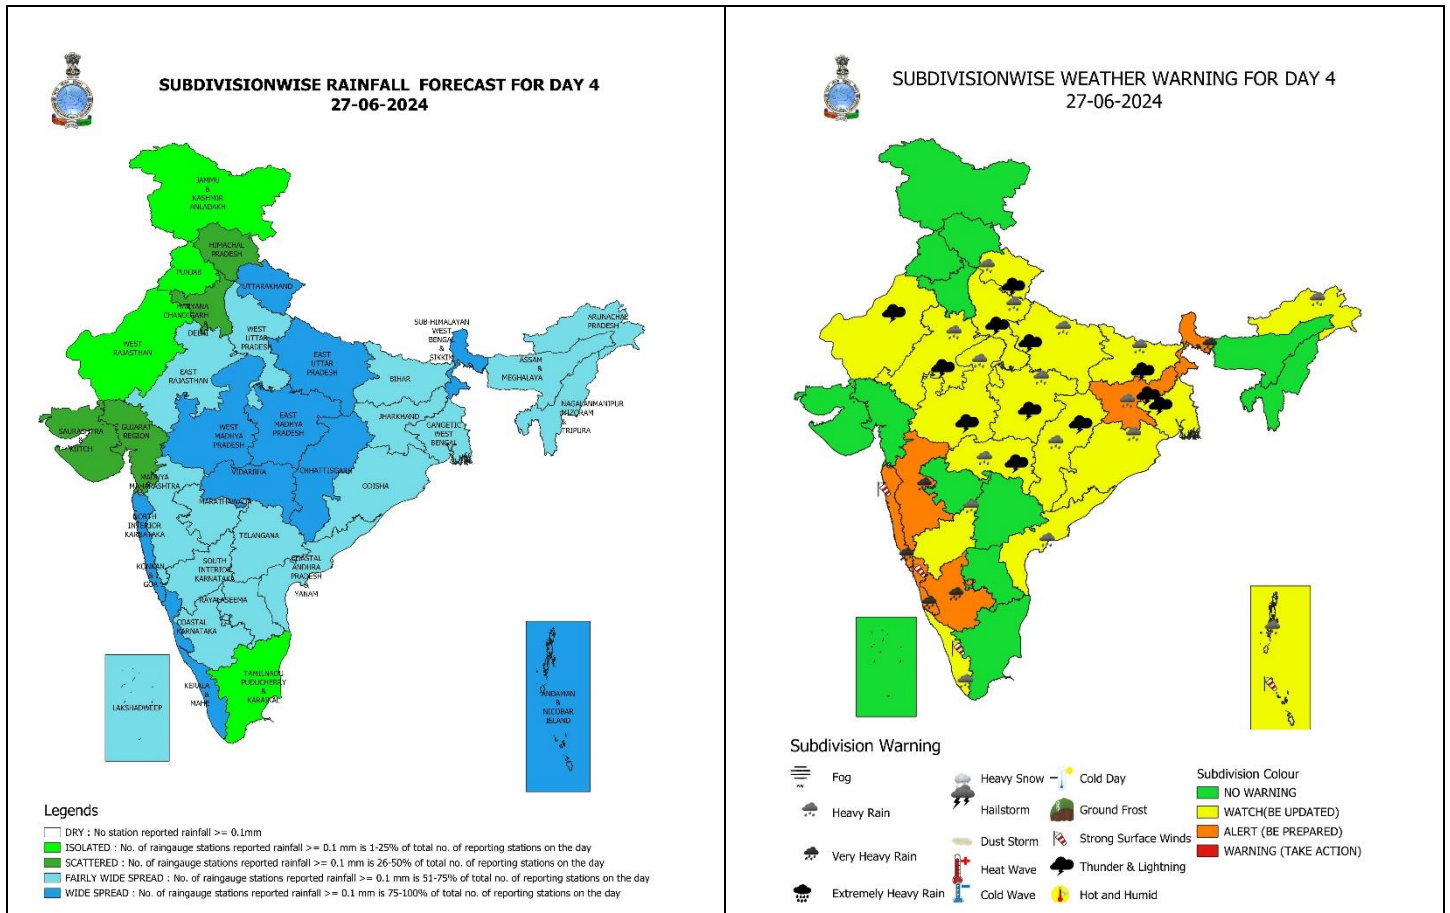 SUBDIVISIONWISE RAINFALL FORECAST FOR DAY 4
27-06-2024
JAMMU
&
KASHMIR
ANLADAKH
HIMACHAL
PRADESH
PUNJAB
UTTARAKHAND
HARYANA
CHANDIGARH
&
DELHI
WEST
UTTAR
PRADESH
WEST
RAJASTHAN
EAST
RAJASTHAN
EAST
UTTAR
PRADESH
SUB-HIMALAYAN
WEST
BENGAL
&
SIKKIM
ARUNACHAL
PRADESH
ASSAM
&
MEGHALAYA
BIHAR
NAGALANMANIPUR
MIZORAM
&
TRIPURA
JHARKHAND
GANGETIC
WEST
BENGAL
SAURASHTRA
&
KUTCH
GUJARAT
REGION
WEST
MADHYA
PRADESH
EAST
MADHYA
PRADESH
CHHATTISGARH
VIDARBHA
ODISHA
MADHYA
MAHARASHTRA
MARATHAWADA
NORTH
INTERIOR
KARNATAKA
TELANGANA
KONKAN
&
GOA
SOUTH
INTERIOR
KARNATAKA
COASTAL
ANDHRA
PRADESH
&
YANAM
RAYALASEEMA
COASTAL
KARNATAKA
TAMILNADU
PUDUCHERRY
&
KARAIKAL
KERALA
&
MAHE
LAKSHADWEEP
ANDAMAN
&
NICOBAR
ISLAND
Legends
DRY : No station reported rainfall >= 0.1mm
ISOLATED : No. of raingauge stations reported rainfall >= 0.1 mm is 1-25% of total no. of reporting stations on the day
SCATTERED : No. of raingauge stations reported rainfall >= 0.1 mm is 26-50% of total no. of reporting stations on the day
FAIRLY WIDE SPREAD : No. of raingauge stations reported rainfall >= 0.1 mm is 51-75% of total no. of reporting stations on the day
WIDE SPREAD : No. of raingauge stations reported rainfall >= 0.1 mm is 75-100% of total no. of reporting stations on the day
SUBDIVISIONWISE WEATHER WARNING FOR DAY 4
27-06-2024
Subdivision Warning
Fog
Heavy Rain
Very Heavy Rain
Extremely Heavy Rain
Heavy Snow
Hailstorm
Dust Storm
Heat Wave
Cold Wave
Cold Day
Ground Frost
Strong Surface Winds
Thunder & Lightning
Hot and Humid
Subdivision Colour
NO WARNING
WATCH(BE UPDATED)
ALERT (BE PREPARED)
WARNING (TAKE ACTION)